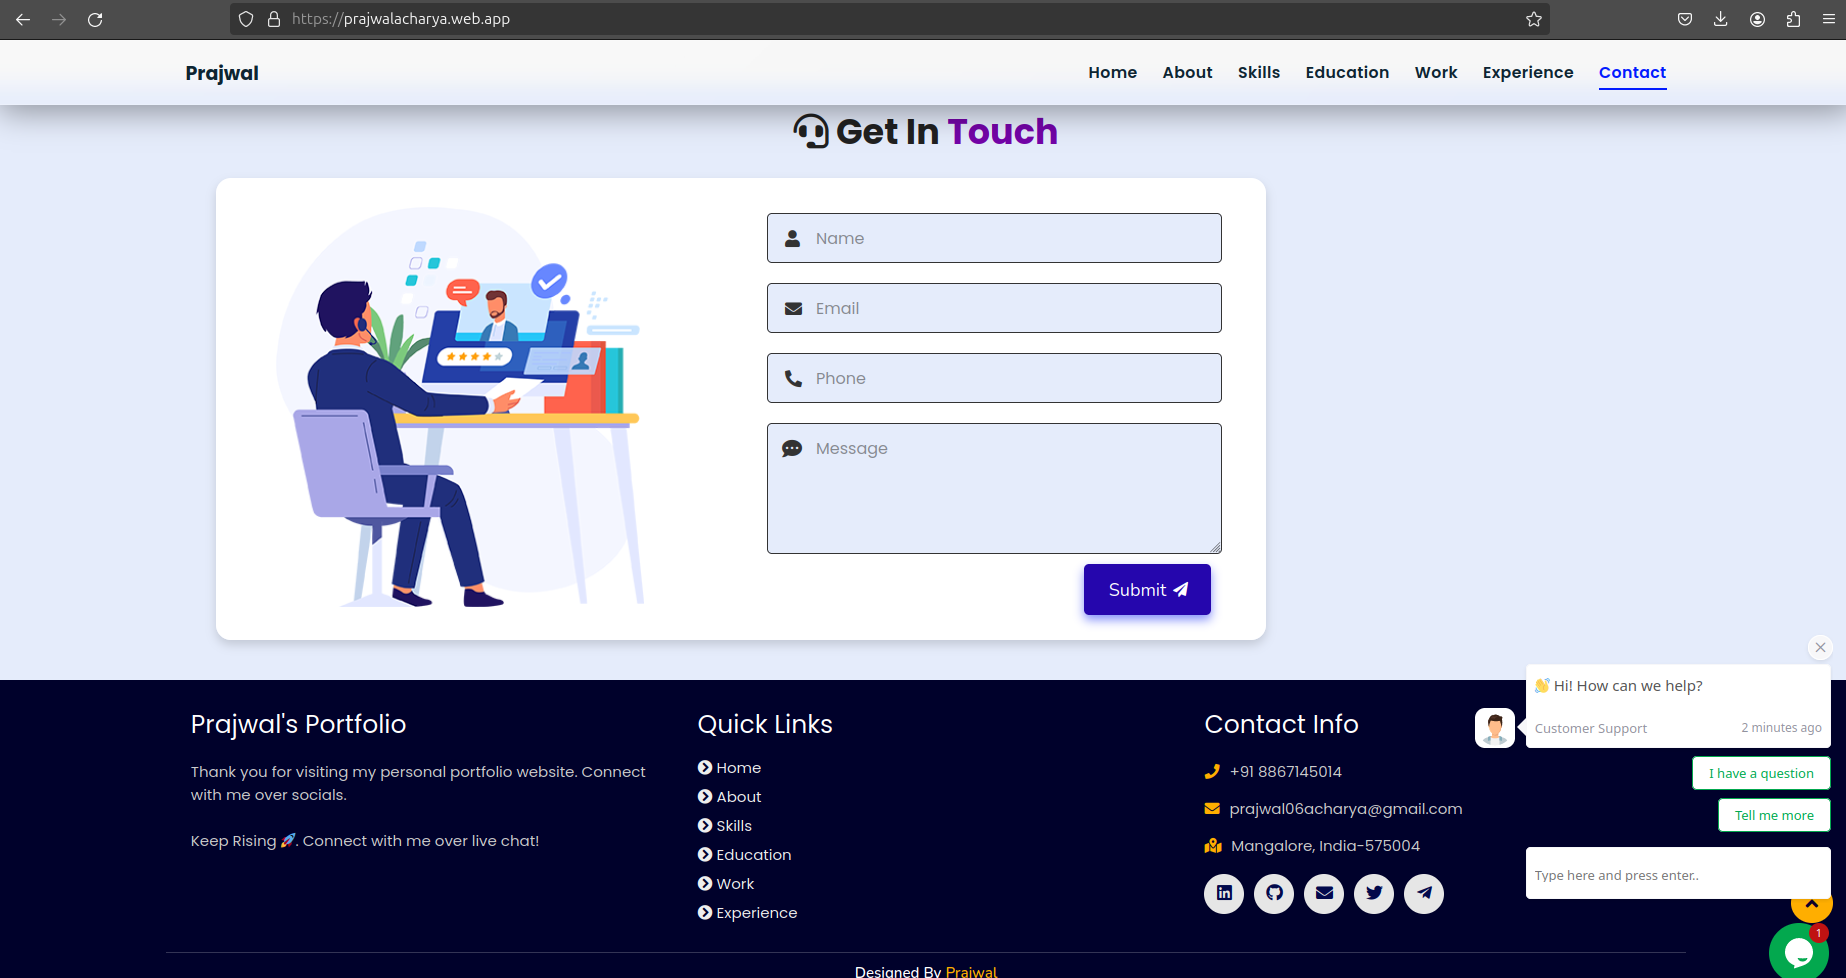 https://prajwalacharya.web.app
Prajwal
Home About Skills Education Work Experience Contact
Get In Touch
Name
Email
Phone
Message
Submit
Prajwal's Portfolio
Thank you for visiting my personal portfolio website. Connect
with me over socials.
Keep Rising 🚀. Connect with me over live chat!
Quick Links
Home
About
Skills
Education
Work
Experience
Contact Info
+91 8867145014
prajwal06acharya@gmail.com
Mangalore, India-575004
👋 Hi! How can we help?
Customer Support 2 minutes ago
I have a question
Tell me more
Type here and press enter..
1
Designed By Prajwal